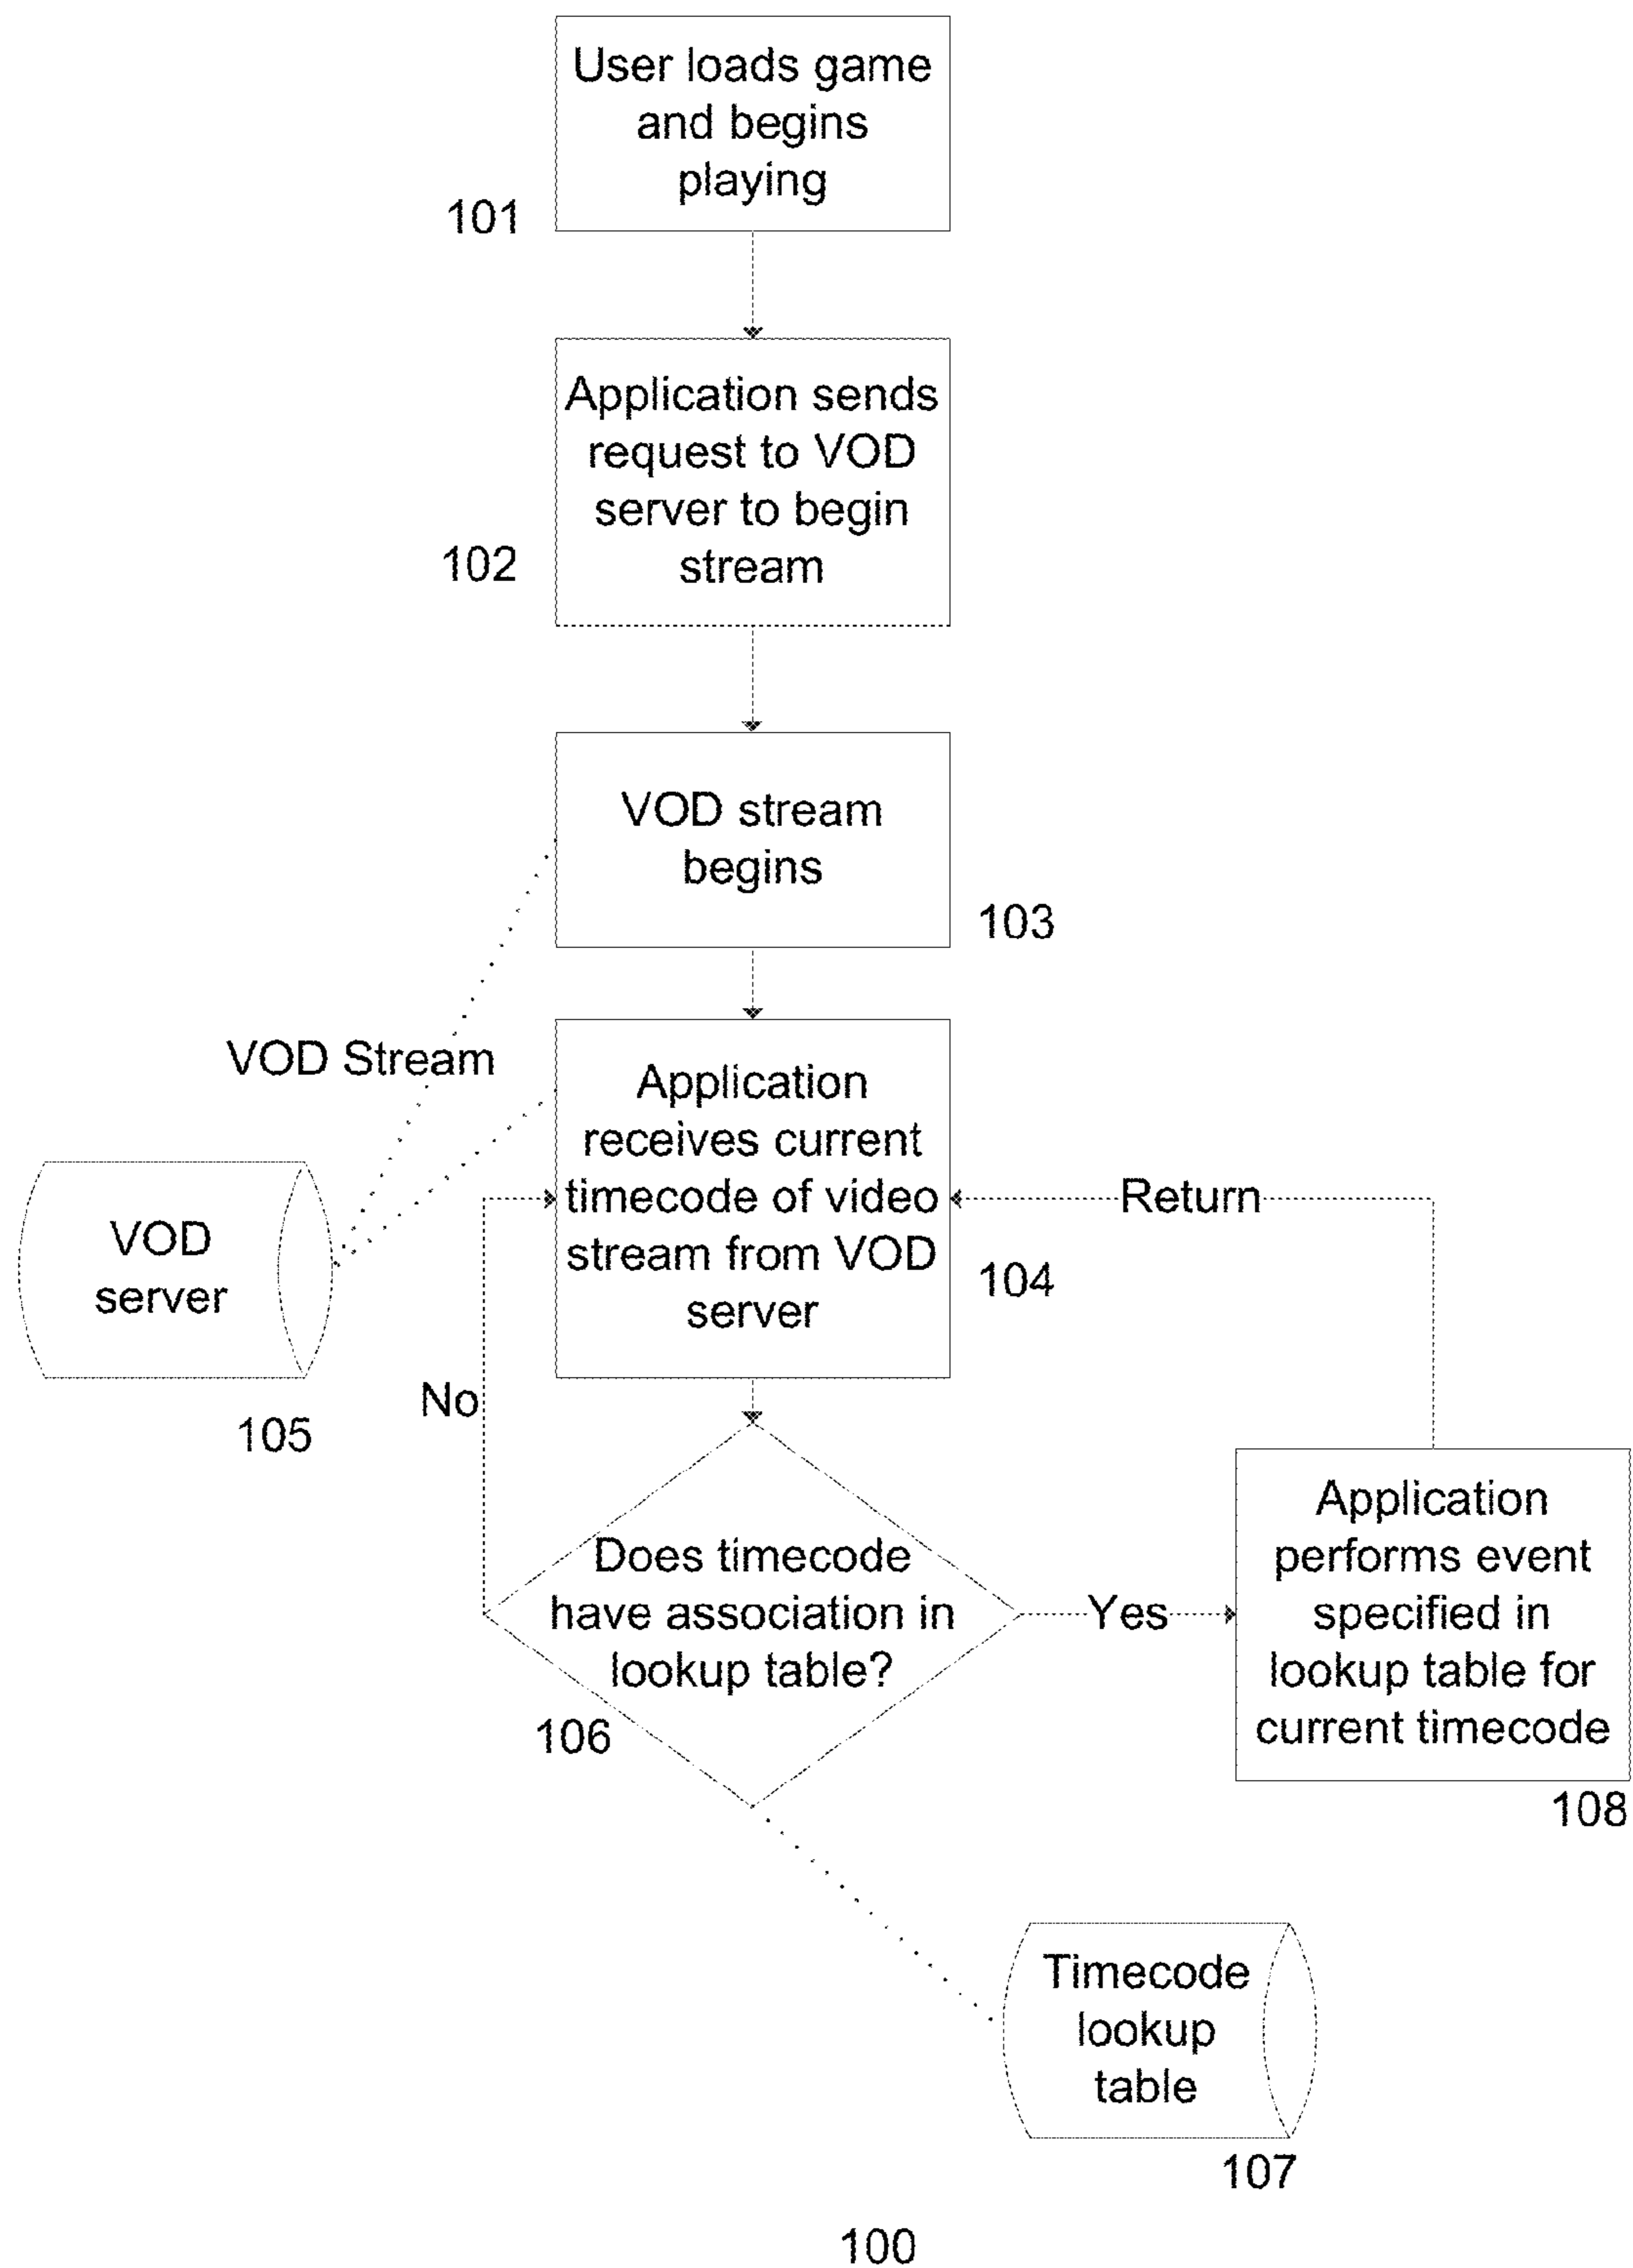 User loads game
and begins
playing
101
Application sends
request to VOD
server to begin
stream
102
VOD stream
begins
103
VOD Stream
Application
receives current
timecode of video
stream from VOD
server
104
Return
VOD
server
105
No
Does timecode
have association in
lookup table?
106
Yes
Application
performs event
specified in
lookup table for
current timecode
108
Timecode
lookup
table
107
100